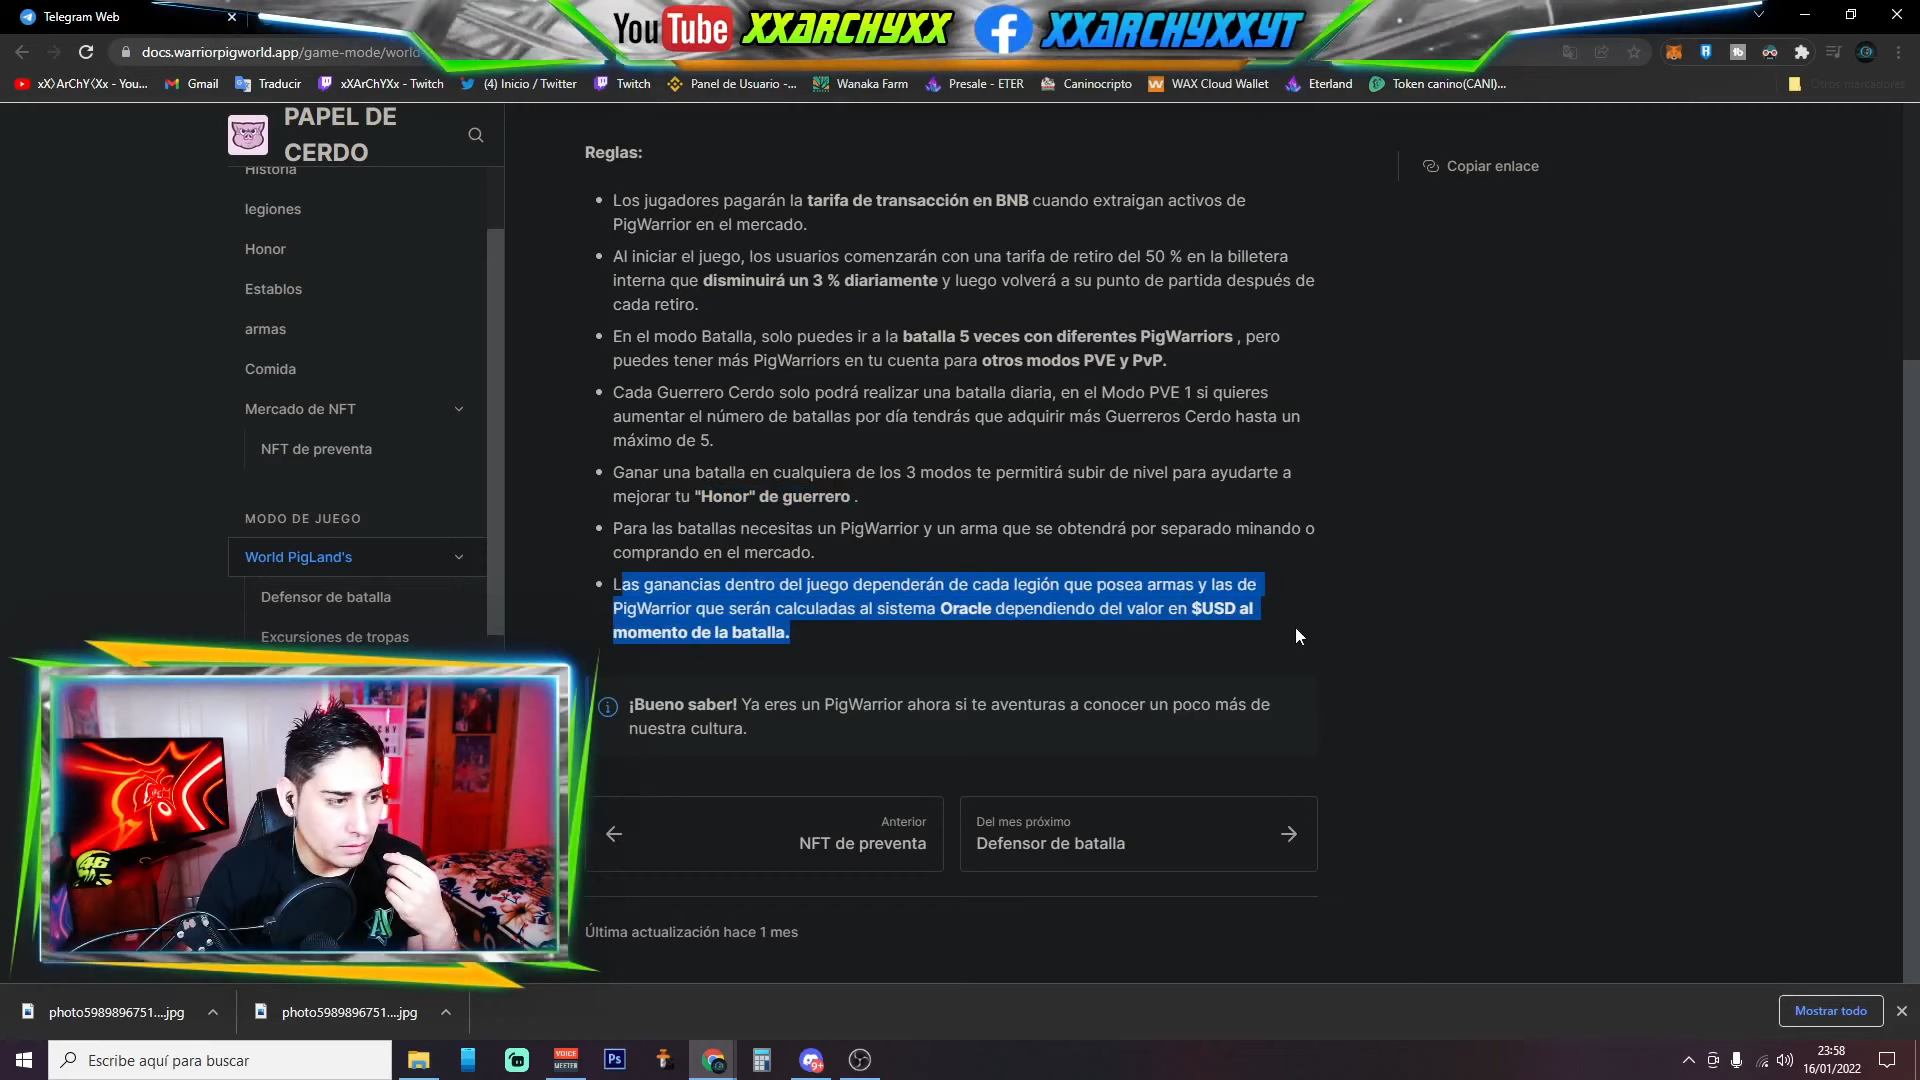 Telegram Web
YouTube XXARCHYXX
XXARCHYXXYT
docs.warriorpigworld.app/game-mode/world
xX〉ArChY〈Xx - You...
Gmail
Traducir
xXArChYXx - Twitch
(4) Inicio / Twitter
Twitch
Panel de Usuario -...
Wanaka Farm
Presale - ETER
Caninocripto
WAX Cloud Wallet
Eterland
Token canino(CANI)...
Otros marcadores
PAPEL DE
CERDO
Historia
legiones
Honor
Establos
armas
Comida
Mercado de NFT
NFT de preventa
MODO DE JUEGO
World PigLand's
Defensor de batalla
Excursiones de tropas
Reglas:
Los jugadores pagarán la tarifa de transacción en BNB cuando extraigan activos de
PigWarrior en el mercado.
Al iniciar el juego, los usuarios comenzarán con una tarifa de retiro del 50 % en la billetera
interna que disminuirá un 3 % diariamente y luego volverá a su punto de partida después de
cada retiro.
En el modo Batalla, solo puedes ir a la batalla 5 veces con diferentes PigWarriors , pero
puedes tener más PigWarriors en tu cuenta para otros modos PVE y PvP.
Cada Guerrero Cerdo solo podrá realizar una batalla diaria, en el Modo PVE 1 si quieres
aumentar el número de batallas por día tendrás que adquirir más Guerreros Cerdo hasta un
máximo de 5.
Ganar una batalla en cualquiera de los 3 modos te permitirá subir de nivel para ayudarte a
mejorar tu "Honor" de guerrero .
Para las batallas necesitas un PigWarrior y un arma que se obtendrá por separado minando o
comprando en el mercado.
Las ganancias dentro del juego dependerán de cada legión que posea armas y las de
PigWarrior que serán calculadas al sistema Oracle dependiendo del valor en $USD al
momento de la batalla.
¡Bueno saber! Ya eres un PigWarrior ahora si te aventuras a conocer un poco más de
nuestra cultura.
Anterior
NFT de preventa
Del mes próximo
Defensor de batalla
Última actualización hace 1 mes
Copiar enlace
46
photo5989896751....jpg
photo5989896751....jpg
Mostrar todo
Escribe aquí para buscar
VOICE
MEETER
Ps
9+
23:58
16/01/2022